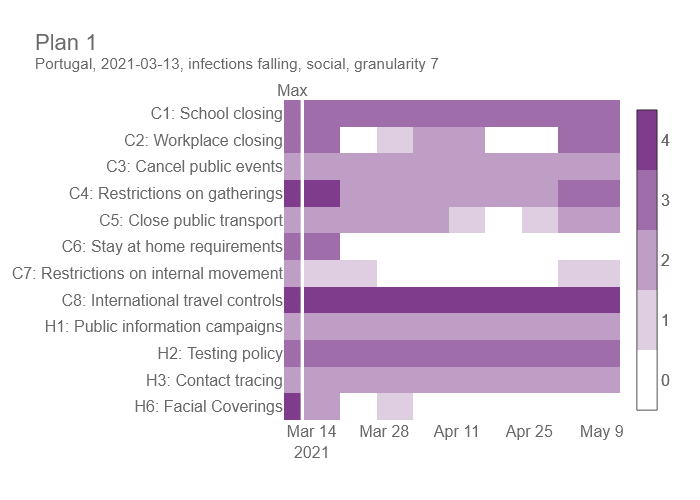 Plan 1
Portugal, 2021-03-13, infections falling, social, granularity 7
Max
C1: School closing
C2: Workplace closing
C3: Cancel public events
C4: Restrictions on gatherings
C5: Close public transport
C6: Stay at home requirements
C7: Restrictions on internal movement
C8: International travel controls
H1: Public information campaigns
H2: Testing policy
H3: Contact tracing
H6: Facial Coverings
Mar 14 Mar 28 Apr 11 Apr 25 May 9
2021
4
3
2
1
0